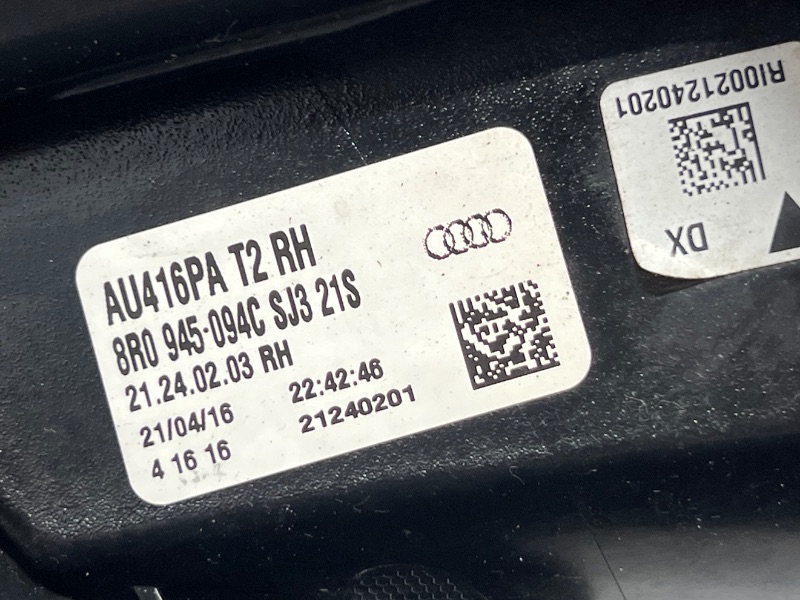 AU416PA T2 RH
8R0 945-094C SJ3 21S
21.24.02.03 RH
21/04/16 22:42:46
4 16 16 21240201
RI0021240201
DX